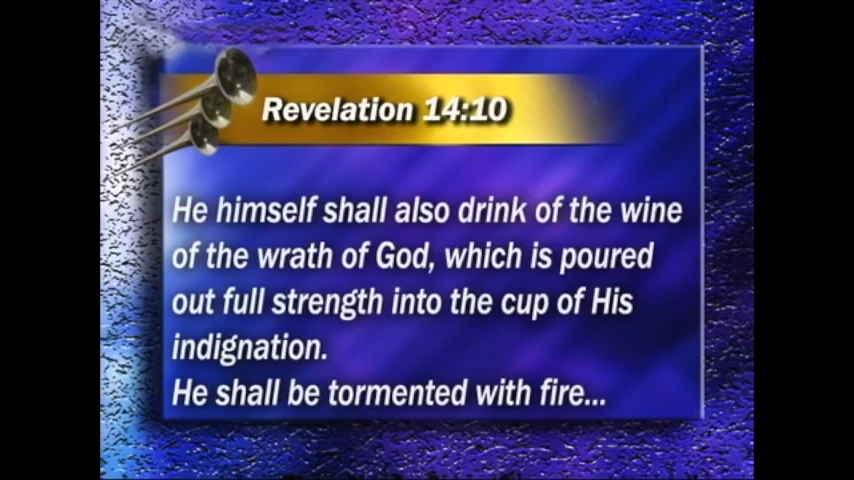 Revelation 14:10
He himself shall also drink of the wine
of the wrath of God, which is poured
out full strength into the cup of His
indignation.
He shall be tormented with fire...